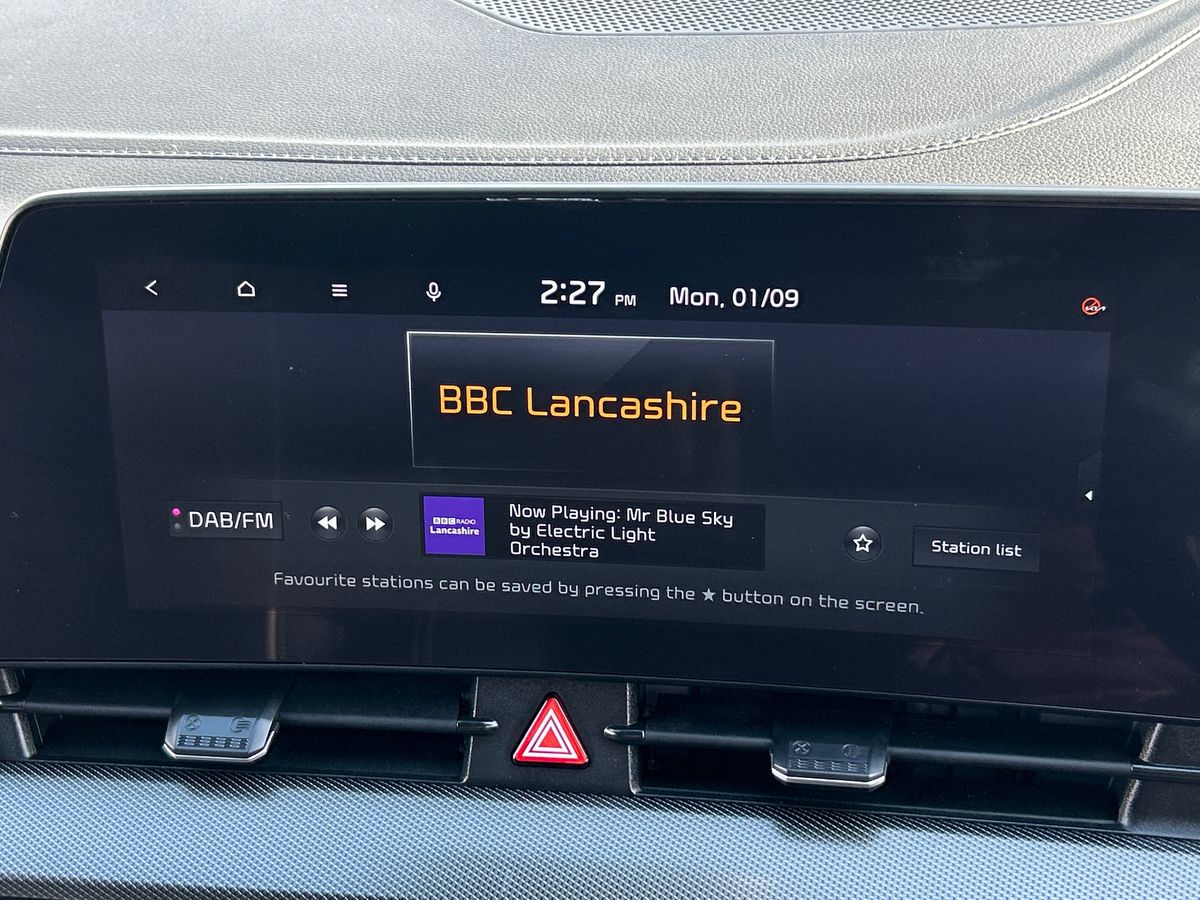 2:27 PM Mon, 01/09
BBC Lancashire
DAB/FM
BBC RADIO
Lancashire
Now Playing: Mr Blue Sky
by Electric Light
Orchestra
Station list
Favourite stations can be saved by pressing the ★ button on the screen.